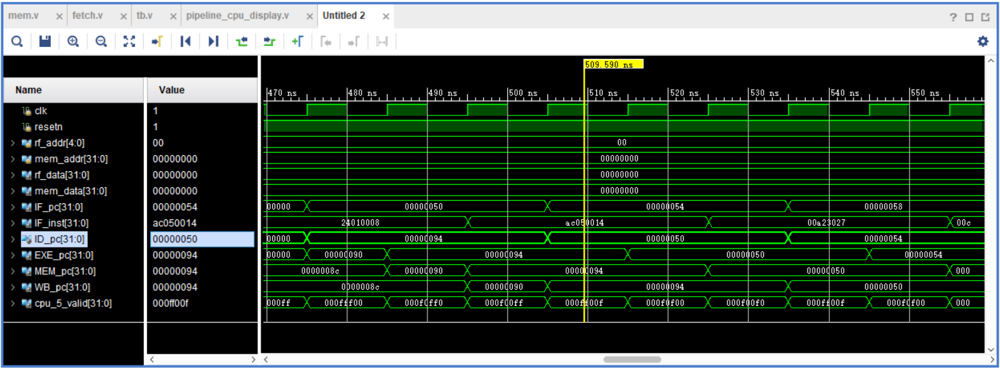 mem.v × fetch.v × tb.v × pipeline_cpu_display.v × Untitled 2 × ?
509.590 ns
Name Value 470 ns 480 ns 490 ns 500 ns 510 ns 520 ns 530 ns 540 ns 550 ns
clk 1
resetn 1
rf_addr[4:0] 00 00
mem_addr[31:0] 00000000 00000000
rf_data[31:0] 00000000 00000000
mem_data[31:0] 00000000 00000000
IF_pc[31:0] 00000054 00000 00000050 00000054 00000058
IF_inst[31:0] ac050014 24010008 ac050014 00a23027 00c
ID_pc[31:0] 00000050 00000 00000094 00000050 00000054
EXE_pc[31:0] 00000094 00000 00000090 00000094 00000050 00000054
MEM_pc[31:0] 00000094 0000008c 00000090 00000094 00000050 000
WB_pc[31:0] 00000094 0000008c 00000090 00000094 00000050
cpu_5_valid[31:0] 000ff00f 000ff 000fff00 000f0ff0 000f00ff 000ff00f 000f0f00 000f00f0 000ff00f 000f0f00 000